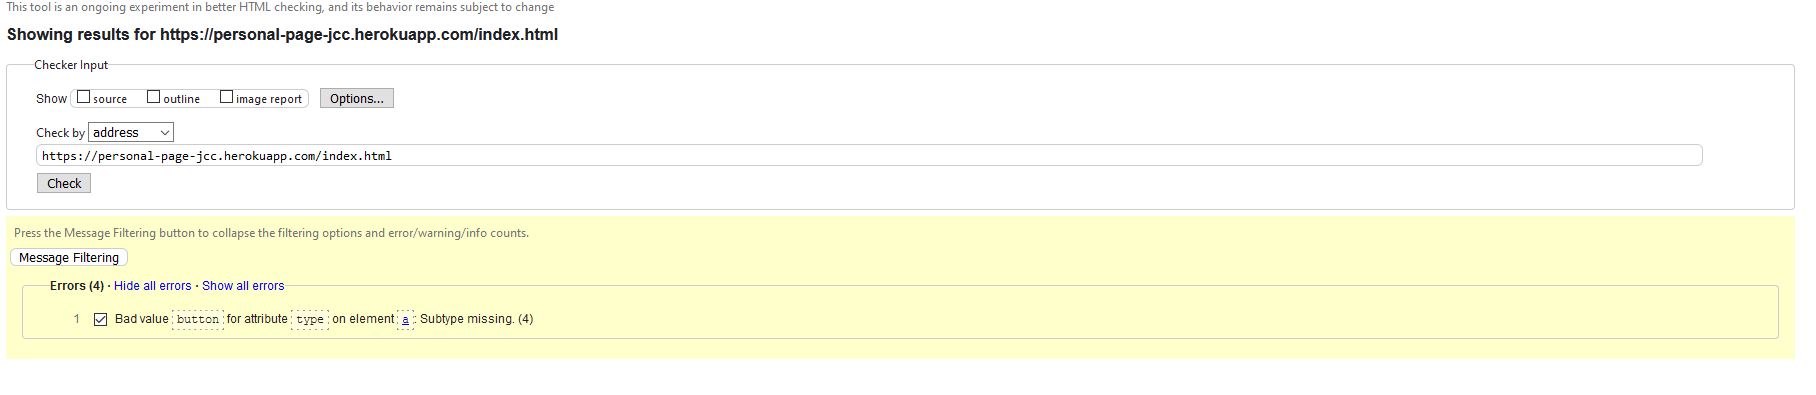 This tool is an ongoing experiment in better HTML checking, and its behavior remains subject to change
Showing results for https://personal-page-jcc.herokuapp.com/index.html
Checker Input
Show source outline image report Options...
Check by address
https://personal-page-jcc.herokuapp.com/index.html
Check
Press the Message Filtering button to collapse the filtering options and error/warning/info counts.
Message Filtering
Errors (4) · Hide all errors · Show all errors
1 Bad value button for attribute type on element a: Subtype missing. (4)